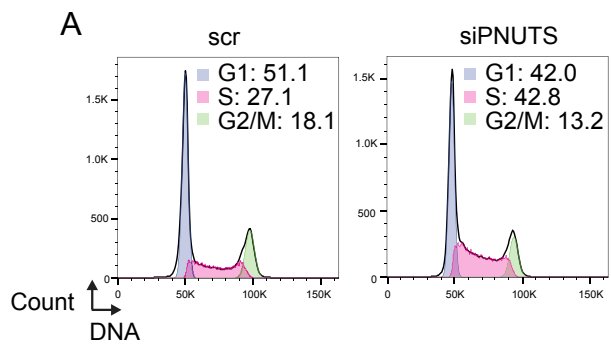 A
scr
siPNUTS
G1: 51.1
S: 27.1
G2/M: 18.1
G1: 42.0
S: 42.8
G2/M: 13.2
1.5K
1.0K
500
0
1.5K
1.0K
500
0
0 50K 100K 150K
0 50K 100K 150K
Count
DNA